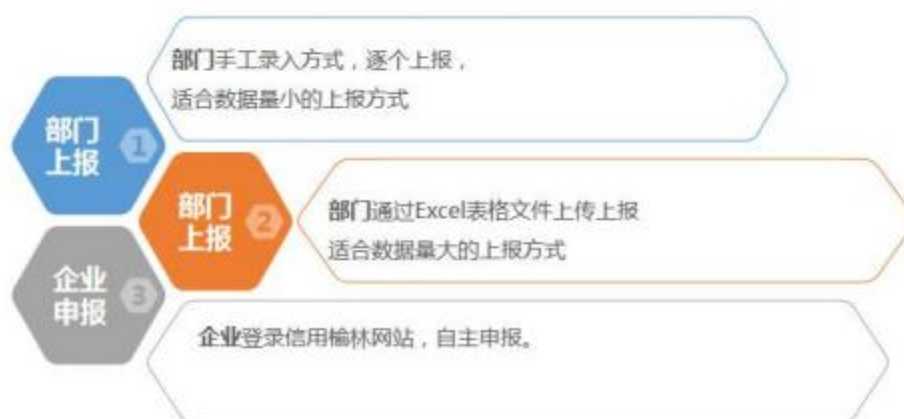 部门手工录入方式，逐个上报，
适合数据量小的上报方式
部门
上报
1
部门
上报
2
部门通过Excel表格文件上传上报
适合数据量大的上报方式
企业
申报
3
企业登录信用榆林网站，自主申报。